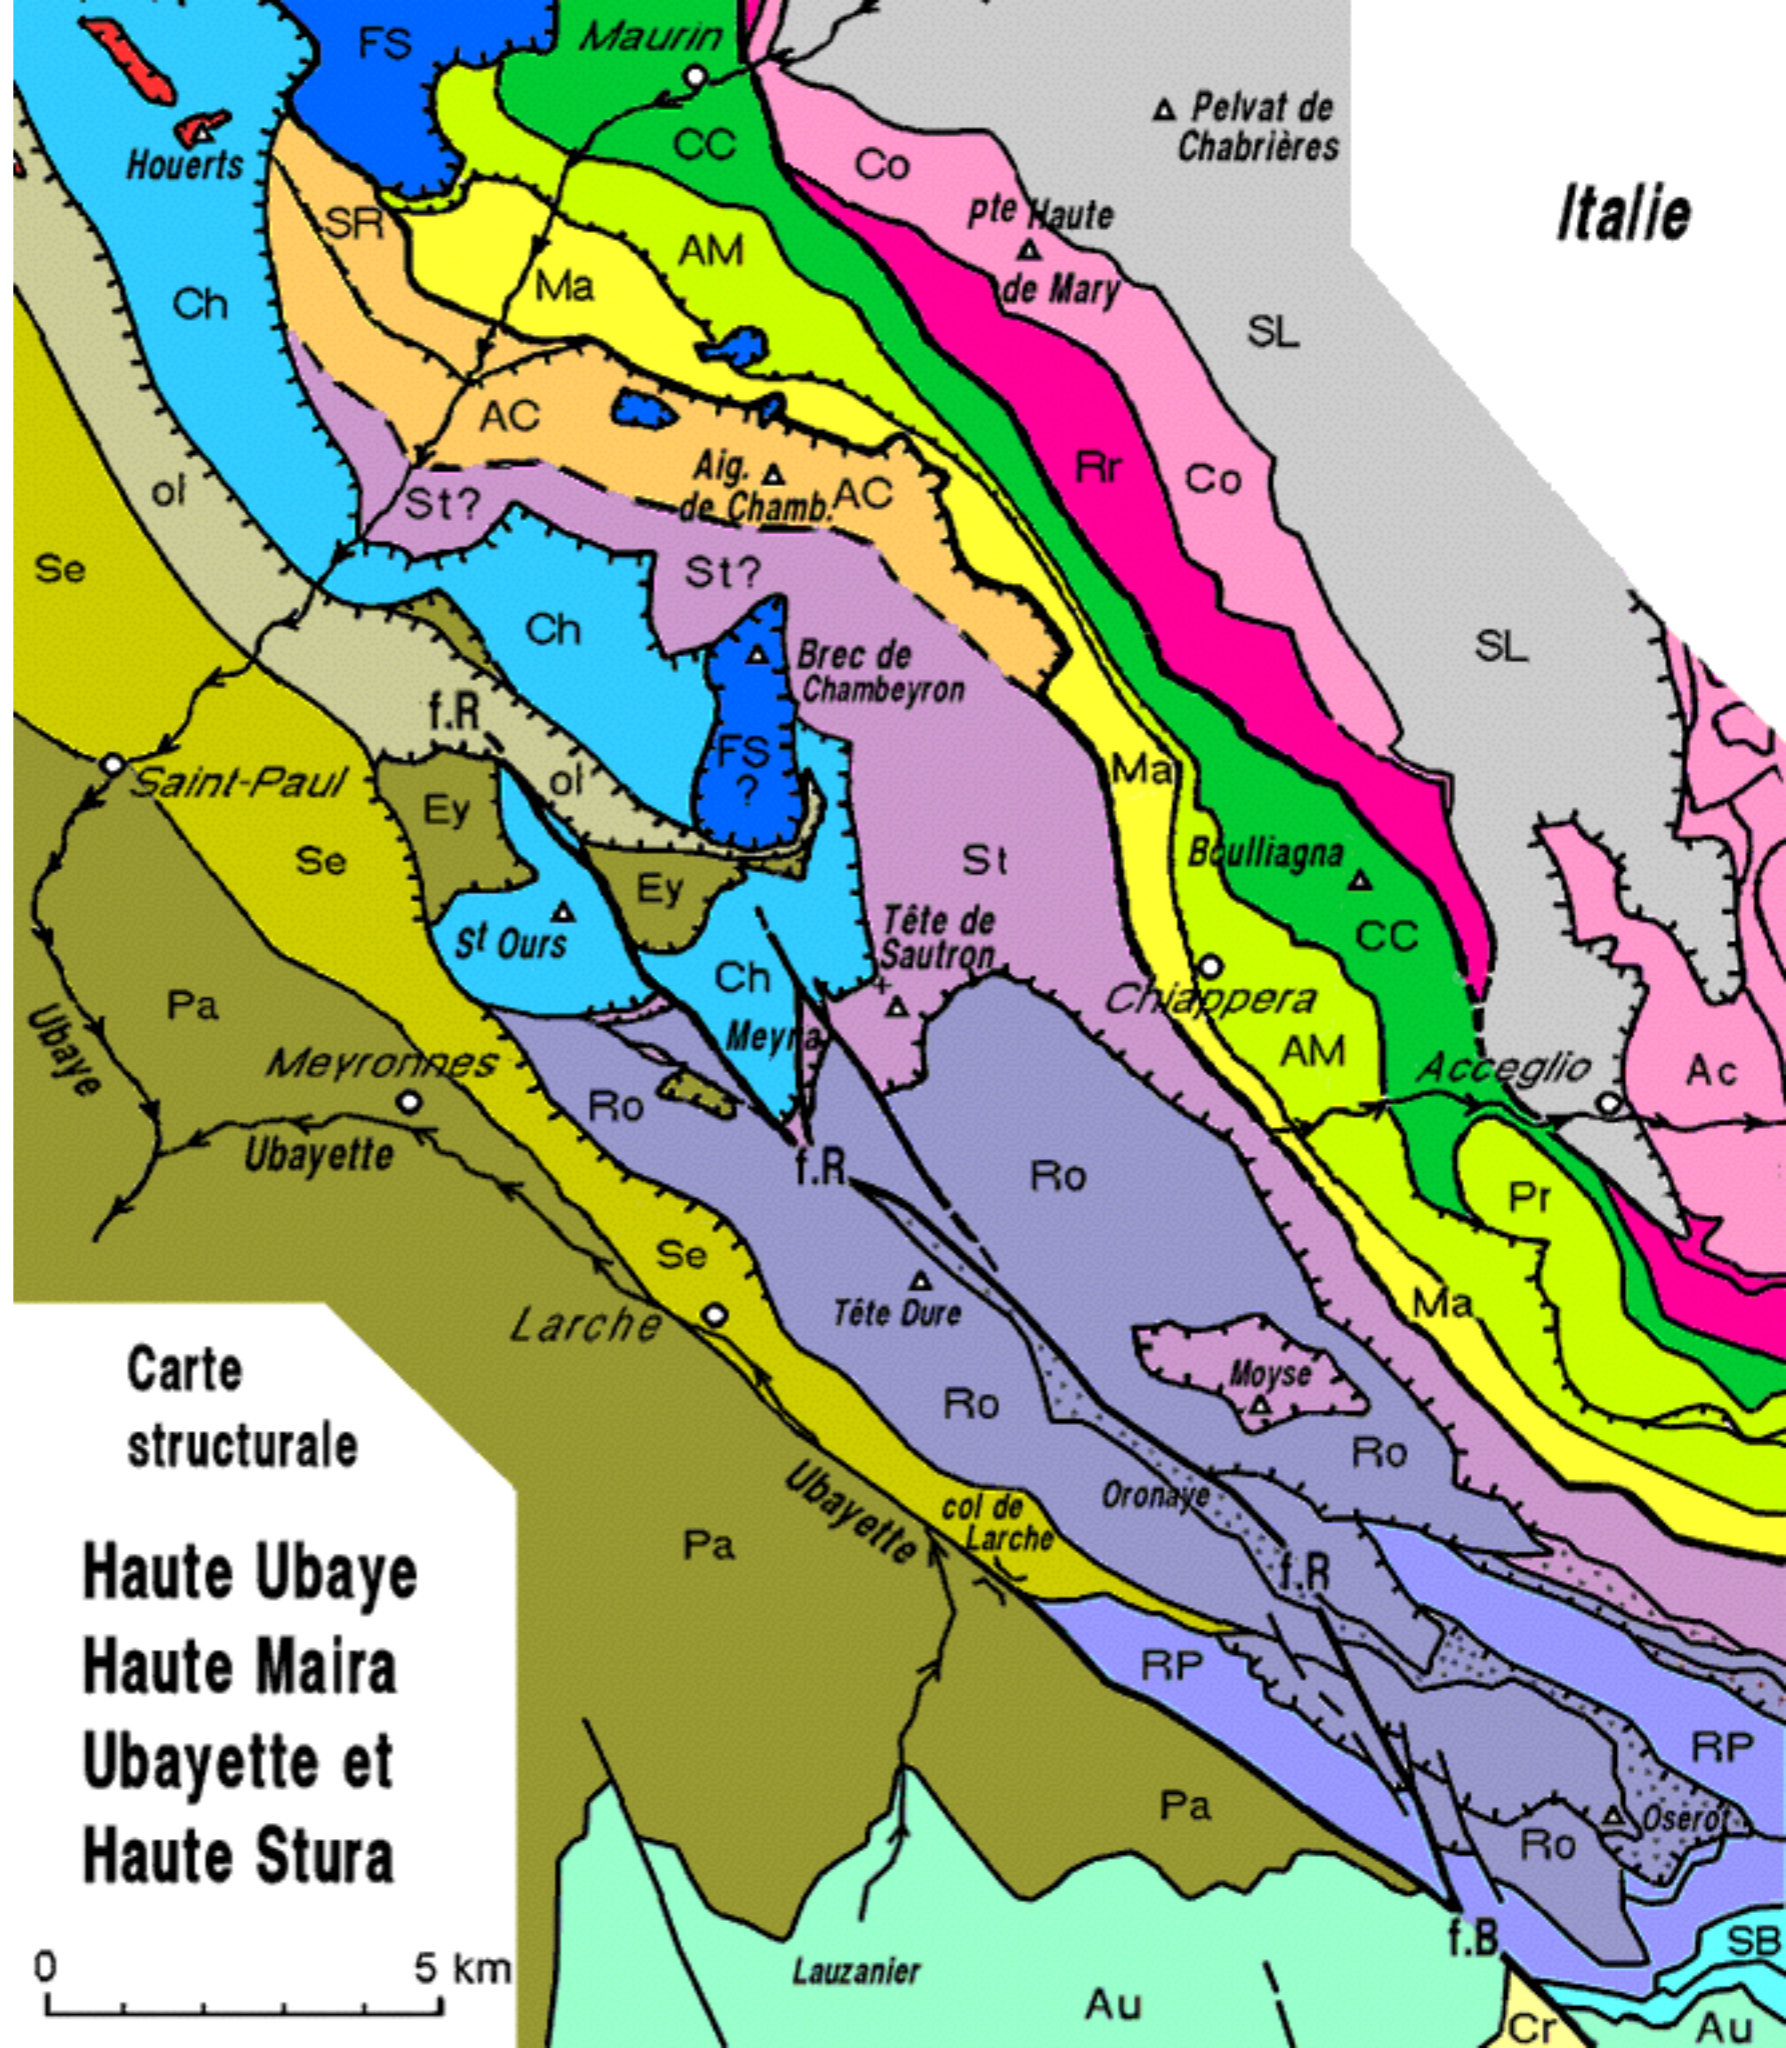 FS
Maurin
Pelvat de
Chabrières
CC
Co
Houerts
Italie
SR
pte Haute
AM
Ma
de Mary
Ch
SL
AC
Rr
Co
Aig.
de Chamb.
AC
ol
St?
Se
St?
Ch
SL
Brec de
Chambeyron
f.R
FS
?
Ma
Saint-Paul
ol
Ey
Se
St
Boulliagna
Ey
Tête de
Sautron
CC
St Ours
Ch
Pa
Chiappera
Ubaye
Meyna
AM
Meyronnes
Acceglio
Ac
Ro
Ubayette
f.R
Ro
Pr
Se
Tête Dure
Ma
Larche
Carte
structurale
Moyse
Ro
Ro
Ubayette
Oronaye
col de
Larche
Pa
Haute Ubaye
f.R
Haute Maira
RP
Ubayette et
RP
Pa
Haute Stura
Oserot
Ro
f.B
SB
0 5 km
Lauzanier
Au
Cr
Au